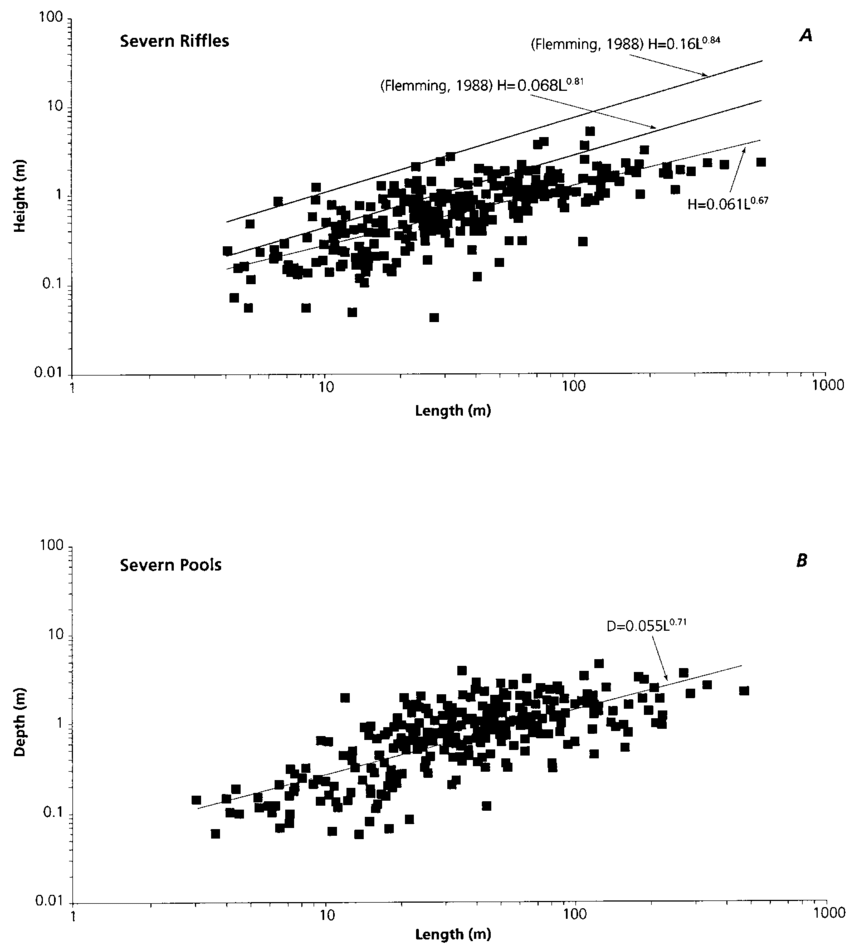 100
Severn Riffles
A
(Flemming, 1988) H=0.16L^0.84
(Flemming, 1988) H=0.068L^0.81
10
Height (m)
1
H=0.061L^0.67
0.1
0.01
1
10
100
1000
Length (m)
100
Severn Pools
B
10
D=0.055L^0.71
Depth (m)
1
0.1
0.01
1
10
100
1000
Length (m)